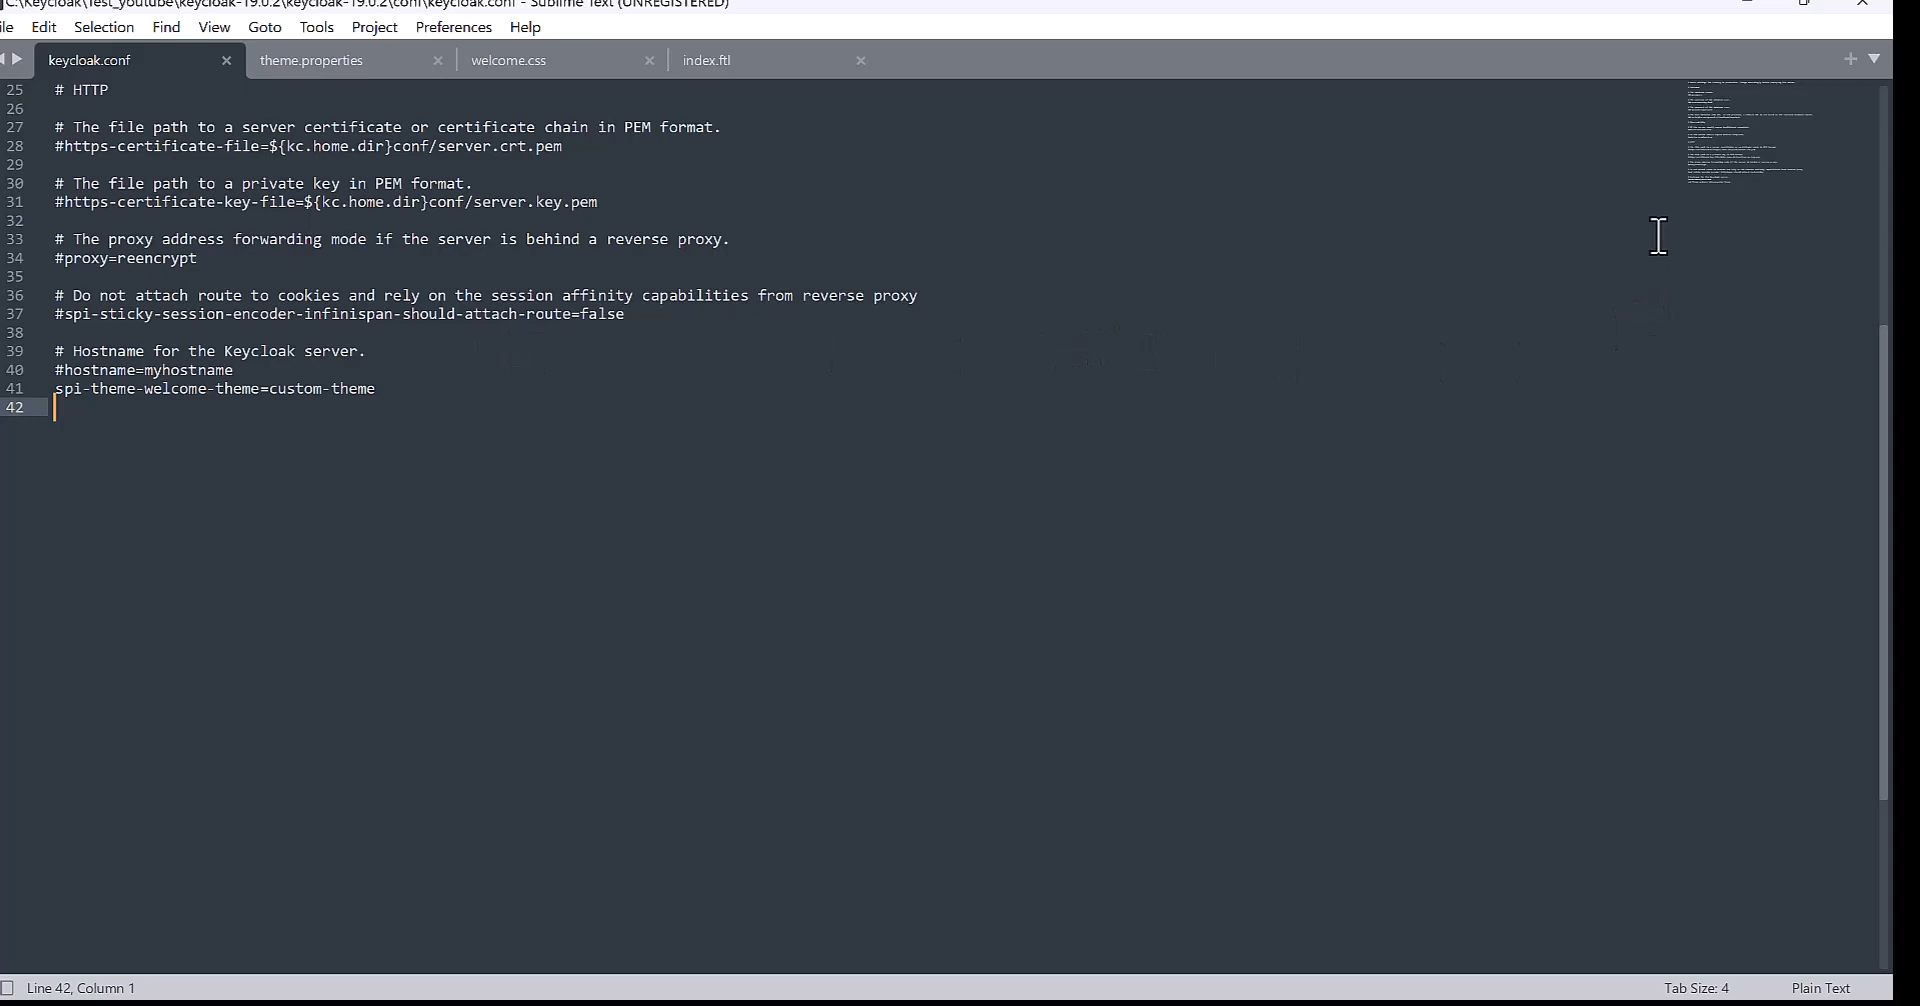 C:\Keycloak\Test_youtube\keycloak-19.0.2\keycloak-19.0.2\conf\keycloak.conf - Sublime Text (UNREGISTERED)
ile Edit Selection Find View Goto Tools Project Preferences Help
keycloak.conf theme.properties welcome.css index.ftl
25 # HTTP
26
27 # The file path to a server certificate or certificate chain in PEM format.
28 #https-certificate-file=${kc.home.dir}conf/server.crt.pem
29
30 # The file path to a private key in PEM format.
31 #https-certificate-key-file=${kc.home.dir}conf/server.key.pem
32
33 # The proxy address forwarding mode if the server is behind a reverse proxy.
34 #proxy=reencrypt
35
36 # Do not attach route to cookies and rely on the session affinity capabilities from reverse proxy
37 #spi-sticky-session-encoder-infinispan-should-attach-route=false
38
39 # Hostname for the Keycloak server.
40 #hostname=myhostname
41 spi-theme-welcome-theme=custom-theme
42
Line 42, Column 1 Tab Size: 4 Plain Text